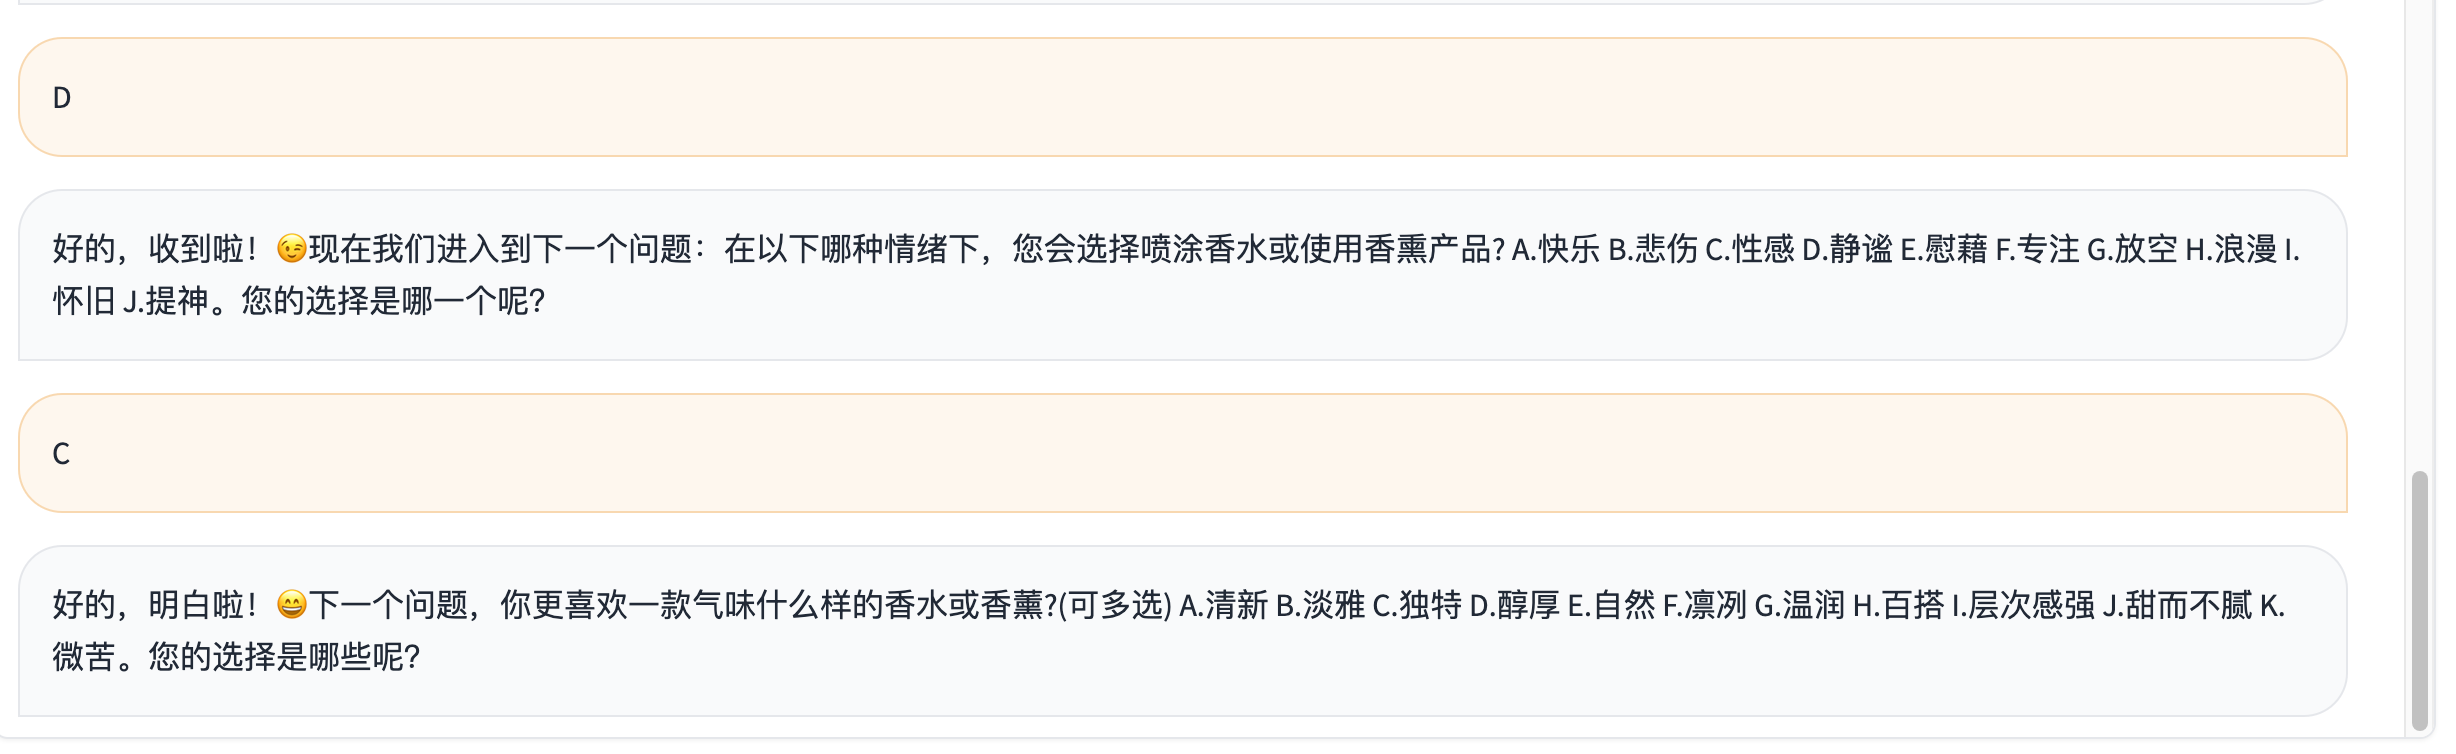 D
好的，收到啦！😉现在我们进入到下一个问题：在以下哪种情绪下，您会选择喷涂香水或使用香熏产品? A.快乐 B.悲伤 C.性感 D.静谧 E.慰藉 F.专注 G.放空 H.浪漫 I.
怀旧 J.提神。您的选择是哪一个呢？
C
好的，明白啦！😄下一个问题，你更喜欢一款气味什么样的香水或香薰?(可多选) A.清新 B.淡雅 C.独特 D.醇厚 E.自然 F.凛冽 G.温润 H.百搭 I.层次感强 J.甜而不腻 K.
微苦。您的选择是哪些呢？